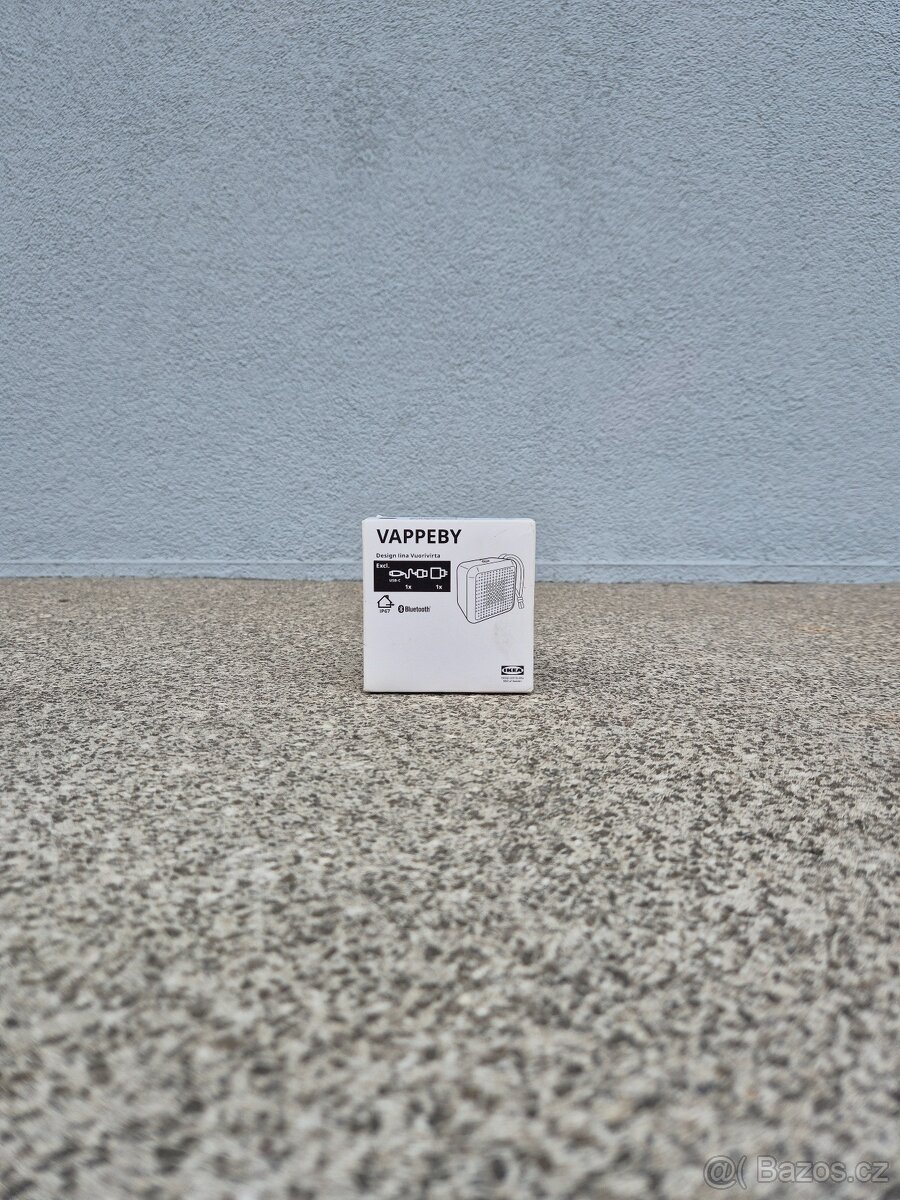 VAPPEBY
Design Iina Vuorivirta
Excl.
USB-C
1x 1x
IP67 Bluetooth
IKEA
Bazos.cz